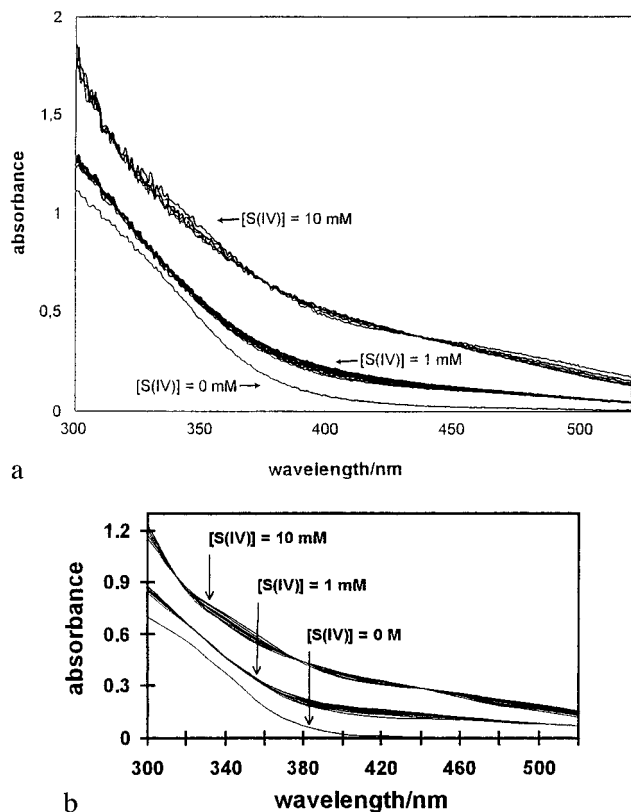 2
1.5
1
0.5
0
absorbance
[S(IV)] = 10 mM
[S(IV)] = 1 mM
[S(IV)] = 0 mM
300 350 400 450 500
wavelength/nm
a
1.2
0.9
0.6
0.3
0
absorbance
[S(IV)] = 10 mM
[S(IV)] = 1 mM
[S(IV)] = 0 M
300 340 380 420 460 500
wavelength/nm
b